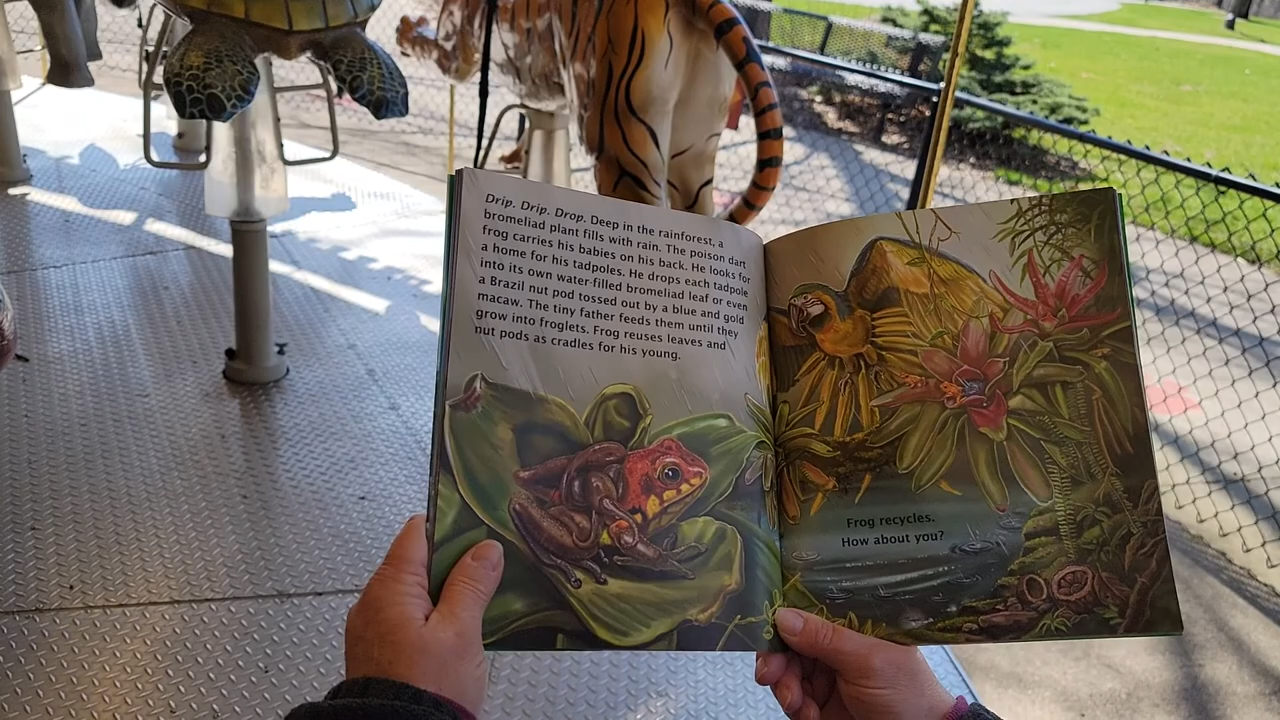 Drip. Drip. Drop. Deep in the rainforest, a
bromeliad plant fills with rain. The poison dart
frog carries his babies on his back. He looks for
a home for his tadpoles. He drops each tadpole
into its own water-filled bromeliad leaf or even
a Brazil nut pod tossed out by a blue and gold
macaw. The tiny father feeds them until they
grow into froglets. Frog reuses leaves and
nut pods as cradles for his young.
Frog recycles.
How about you?